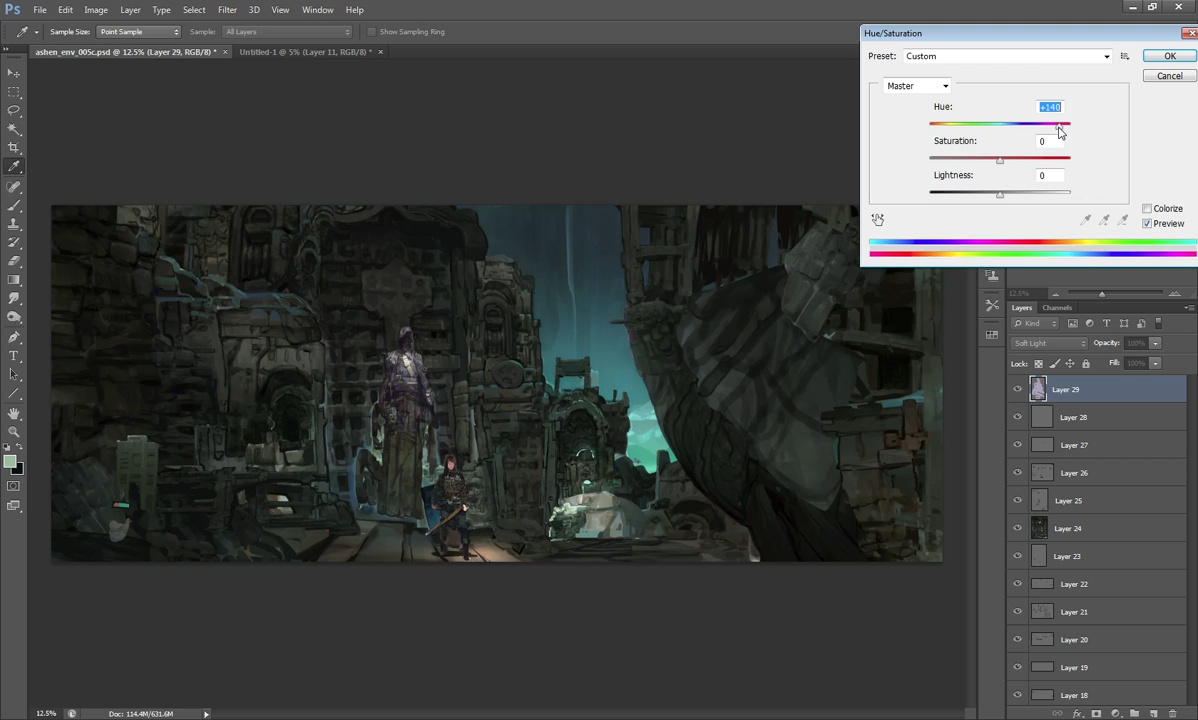 Ps File Edit Image Layer Type Select Filter 3D View Window Help
Sample Size: Point Sample Sample: All Layers Show Sampling Ring
ashen_env_005c.psd @ 12.5% (Layer 29, RGB/8) * × Untitled-1 @ 5% (Layer 11, RGB/8) * ×
Hue/Saturation
Preset: Custom OK
Cancel
Master
Hue: +140
Saturation: 0
Lightness: 0
Colorize
Preview
12.5%
Layers Channels
Kind
Soft Light Opacity: 100%
Lock: Fill: 100%
Layer 29
Layer 28
Layer 27
Layer 26
Layer 25
Layer 24
Layer 23
Layer 22
Layer 21
Layer 20
Layer 19
Layer 18
12.5% Doc: 114.4M/631.6M